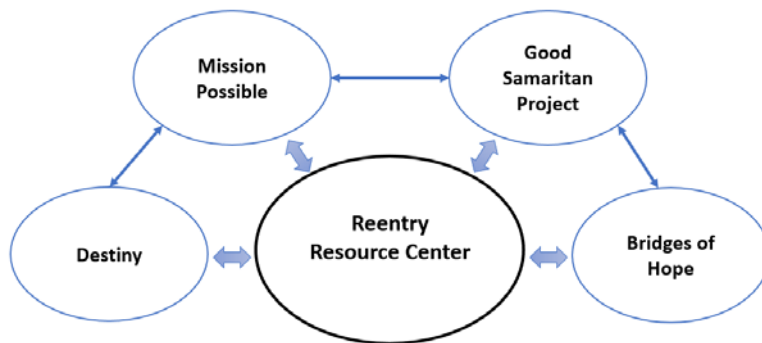 Mission
Possible
Good
Samaritan
Project
Reentry
Resource Center
Destiny
Bridges of
Hope